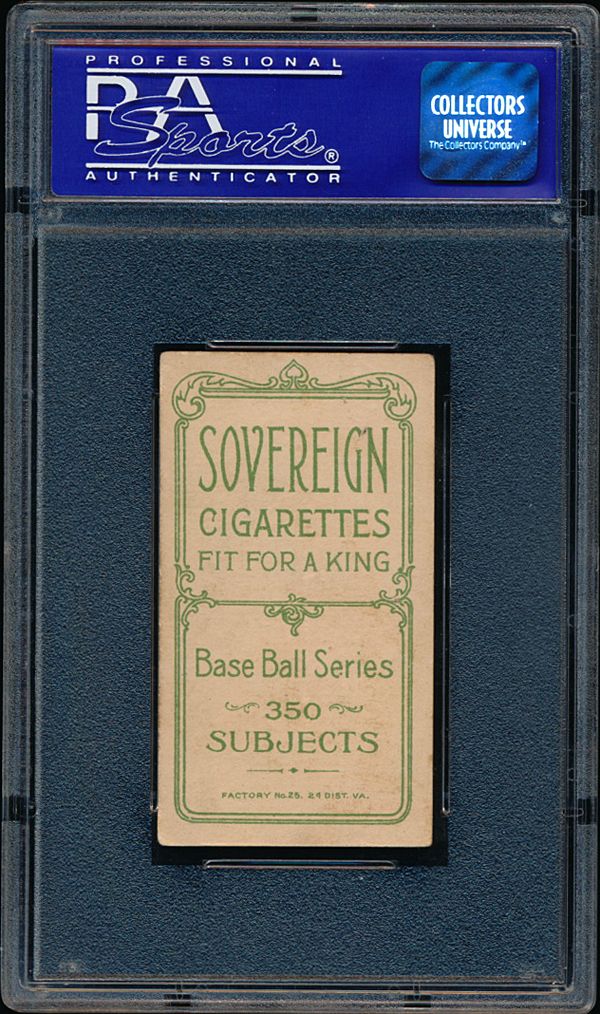 PROFESSIONAL
PSA
Sports®
AUTHENTICATOR
COLLECTORS
UNIVERSE
The Collectors Company™
SOVEREIGN
CIGARETTES
FIT FOR A KING
Base Ball Series
350
SUBJECTS
FACTORY No. 25. 2d DIST. VA.